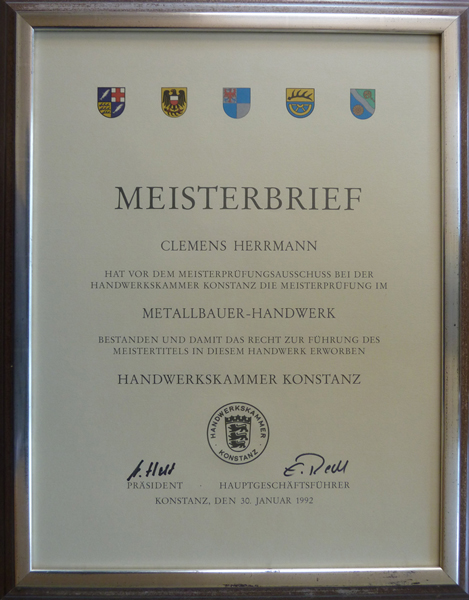 MEISTERBRIEF
CLEMENS HERRMANN
HAT VOR DEM MEISTERPRÜFUNGSAUSSCHUSS BEI DER
HANDWERKSKAMMER KONSTANZ DIE MEISTERPRÜFUNG IM
METALLBAUER-HANDWERK
BESTANDEN UND DAMIT DAS RECHT ZUR FÜHRUNG DES
MEISTERTITELS IN DIESEM HANDWERK ERWORBEN
HANDWERKSKAMMER KONSTANZ
· HANDWERKSKAMMER ·
KONSTANZ
PRÄSIDENT · HAUPTGESCHÄFTSFÜHRER
KONSTANZ, DEN 30. JANUAR 1992